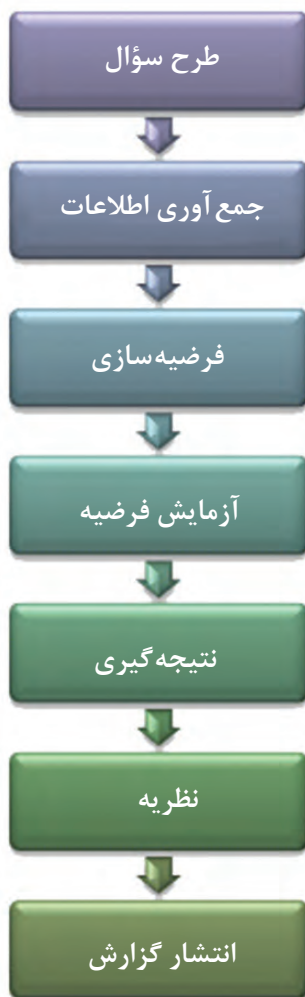 طرح سؤال
جمع‌آوری اطلاعات
فرضیه‌سازی
آزمایش فرضیه
نتیجه‌گیری
نظریه
انتشار گزارش